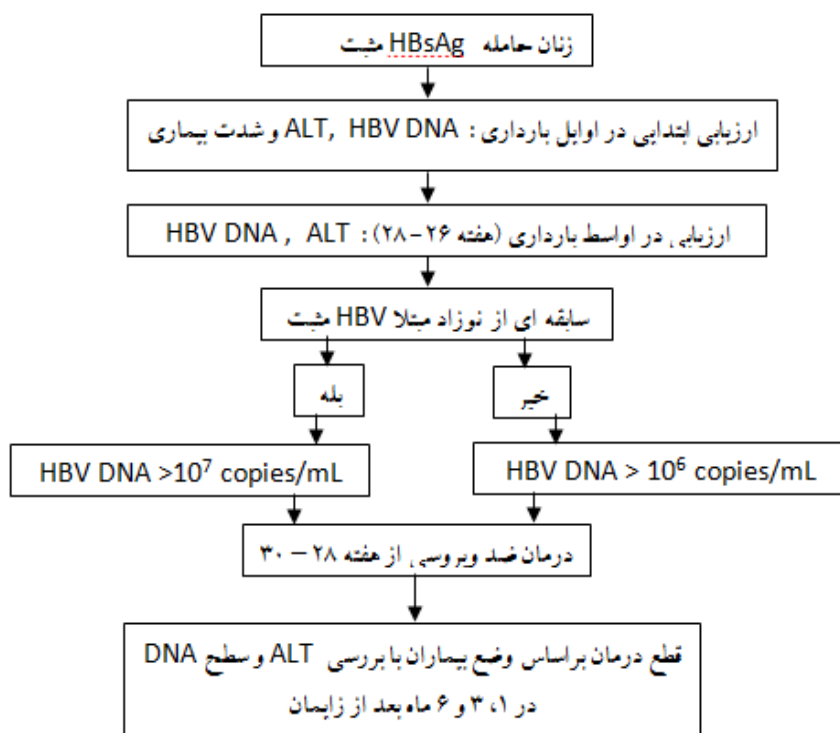 زنان حامله HBsAg مثبت
ارزیابی ابتدایی در اوایل بارداری : ALT, HBV DNA و شدت بیماری
ارزیابی در اواسط بارداری (هفته ۲۶-۲۸) : HBV DNA , ALT
سابقه ای از نوزاد مبتلا HBV مثبت
خیر
بله
HBV DNA > 10⁶ copies/mL
HBV DNA >10⁷ copies/mL
درمان ضد ویروسی از هفته ۲۸ – ۳۰
قطع درمان براساس وضع بیماران با بررسی ALT و سطح DNA
در ۱، ۳ و ۶ ماه بعد از زایمان